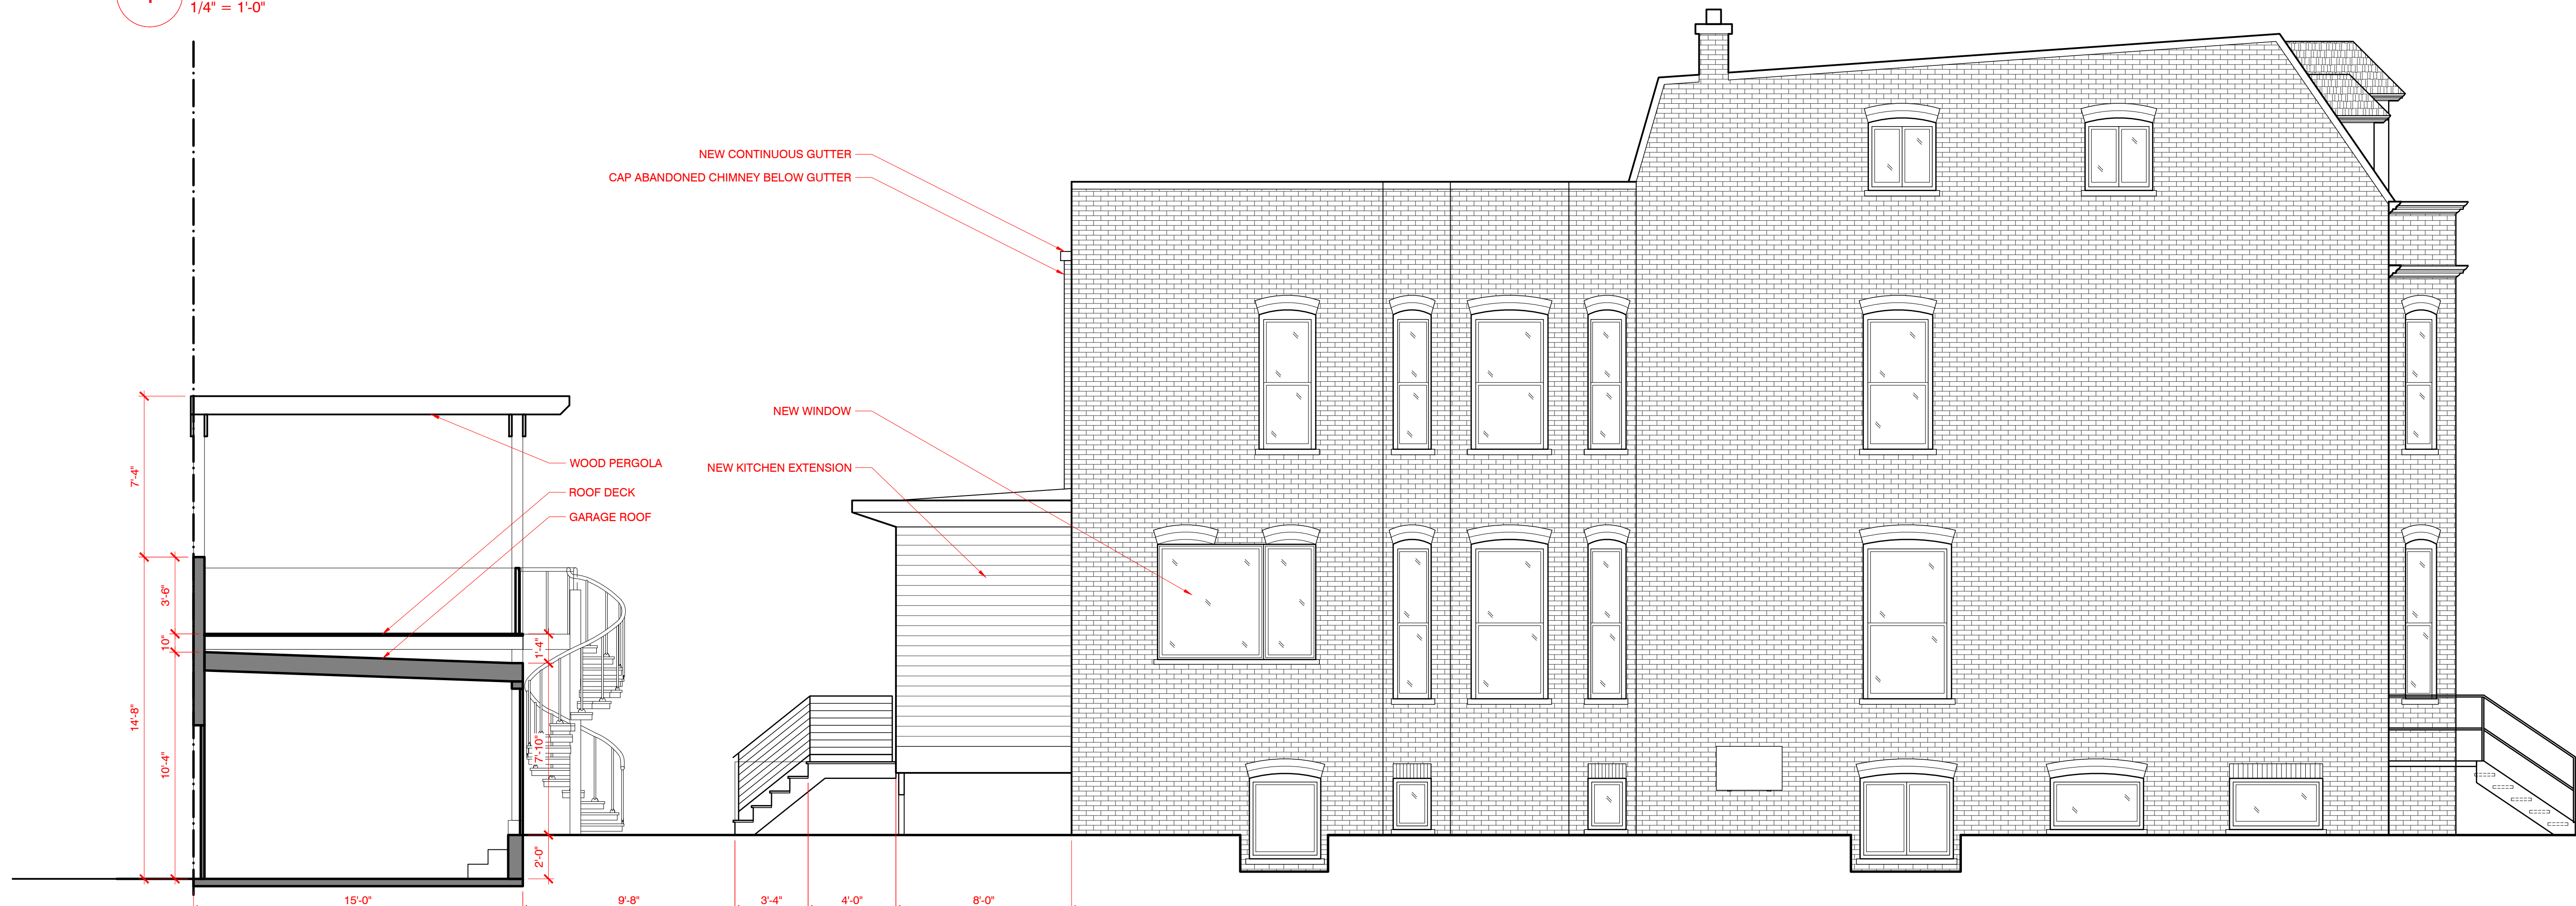 1/4" = 1'-0"
NEW CONTINUOUS GUTTER
CAP ABANDONED CHIMNEY BELOW GUTTER
NEW WINDOW
NEW KITCHEN EXTENSION
WOOD PERGOLA
ROOF DECK
GARAGE ROOF
7'-4"
3'-6"
10"
1'-4"
14'-8"
10'-4"
7'-10"
2'-0"
15'-0"
9'-8"
3'-4"
4'-0"
8'-0"